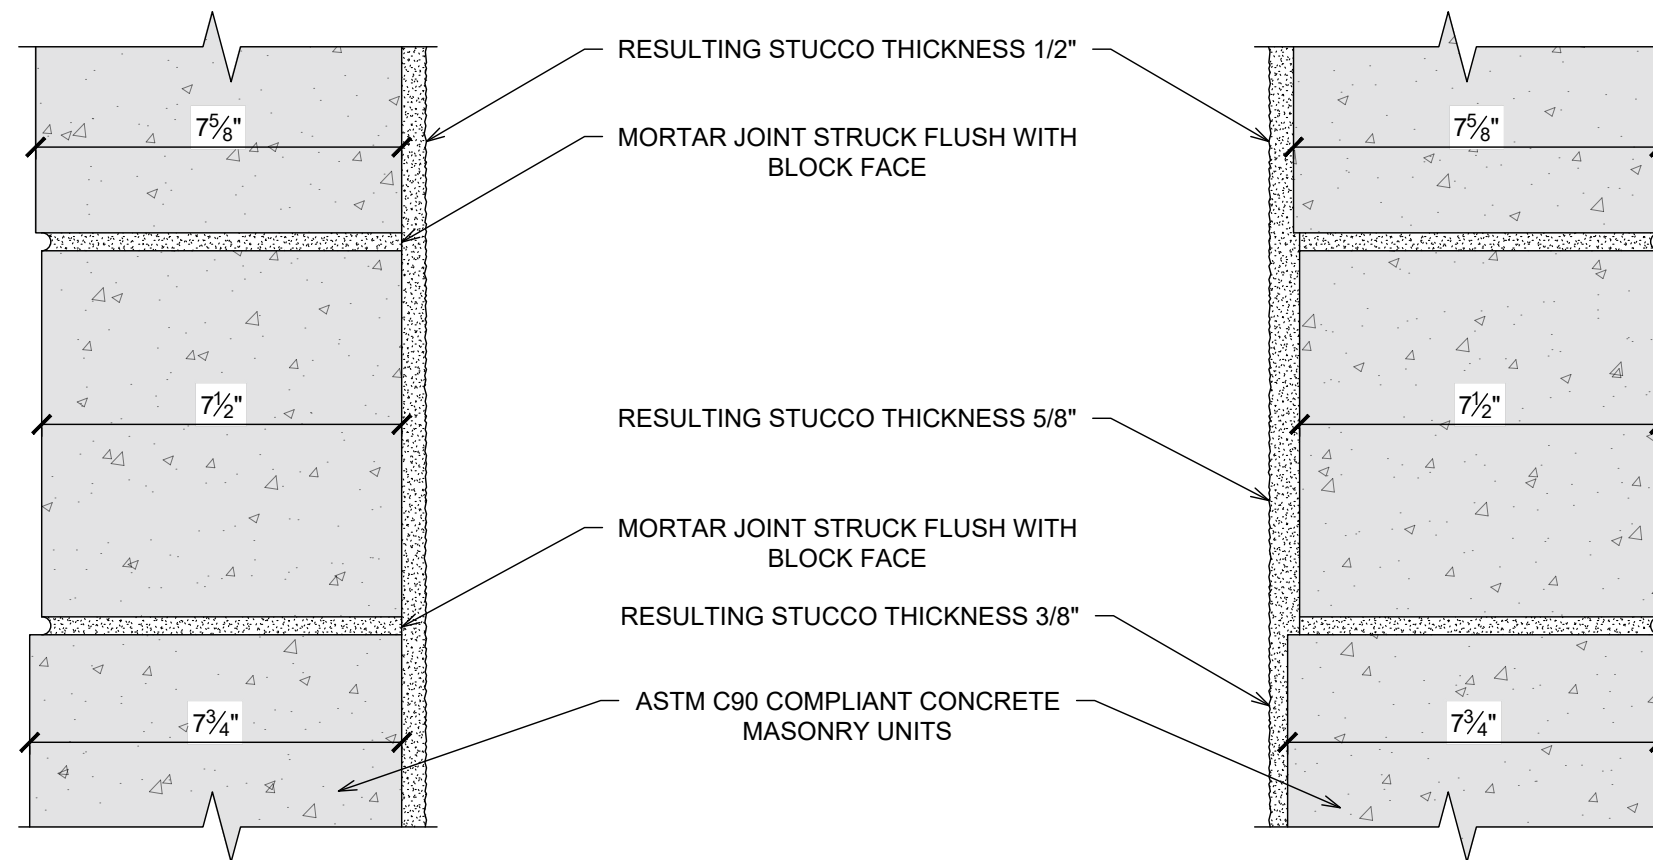 RESULTING STUCCO THICKNESS 1/2"
7⅝"
7⅝"
MORTAR JOINT STRUCK FLUSH WITH
BLOCK FACE
7½"
RESULTING STUCCO THICKNESS 5/8"
7½"
MORTAR JOINT STRUCK FLUSH WITH
BLOCK FACE
RESULTING STUCCO THICKNESS 3/8"
7¾"
ASTM C90 COMPLIANT CONCRETE
MASONRY UNITS
7¾"